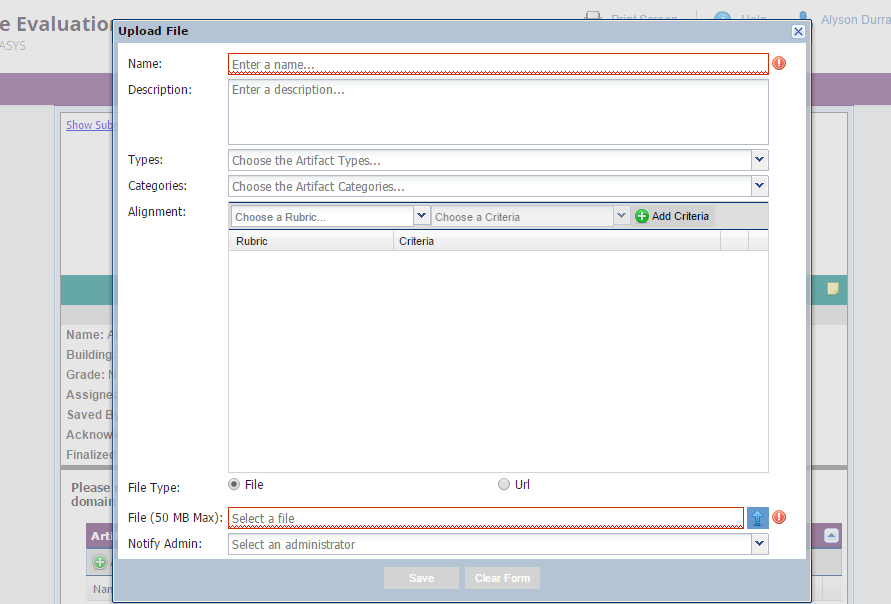 e Evaluation
Print Screen
Help
Alyson Durra
ASYS
Upload File
Name:
Enter a name...
Description:
Enter a description...
Show Sub
Types:
Choose the Artifact Types...
Categories:
Choose the Artifact Categories...
Alignment:
Choose a Rubric...
Choose a Criteria
Add Criteria
Rubric
Criteria
Name: A
Building:
Grade: N
Assigne
Saved B
Acknow
Finalized
File Type:
File
Url
Please
domain
File (50 MB Max):
Select a file
Notify Admin:
Select an administrator
Arti
Nam
Save
Clear Form